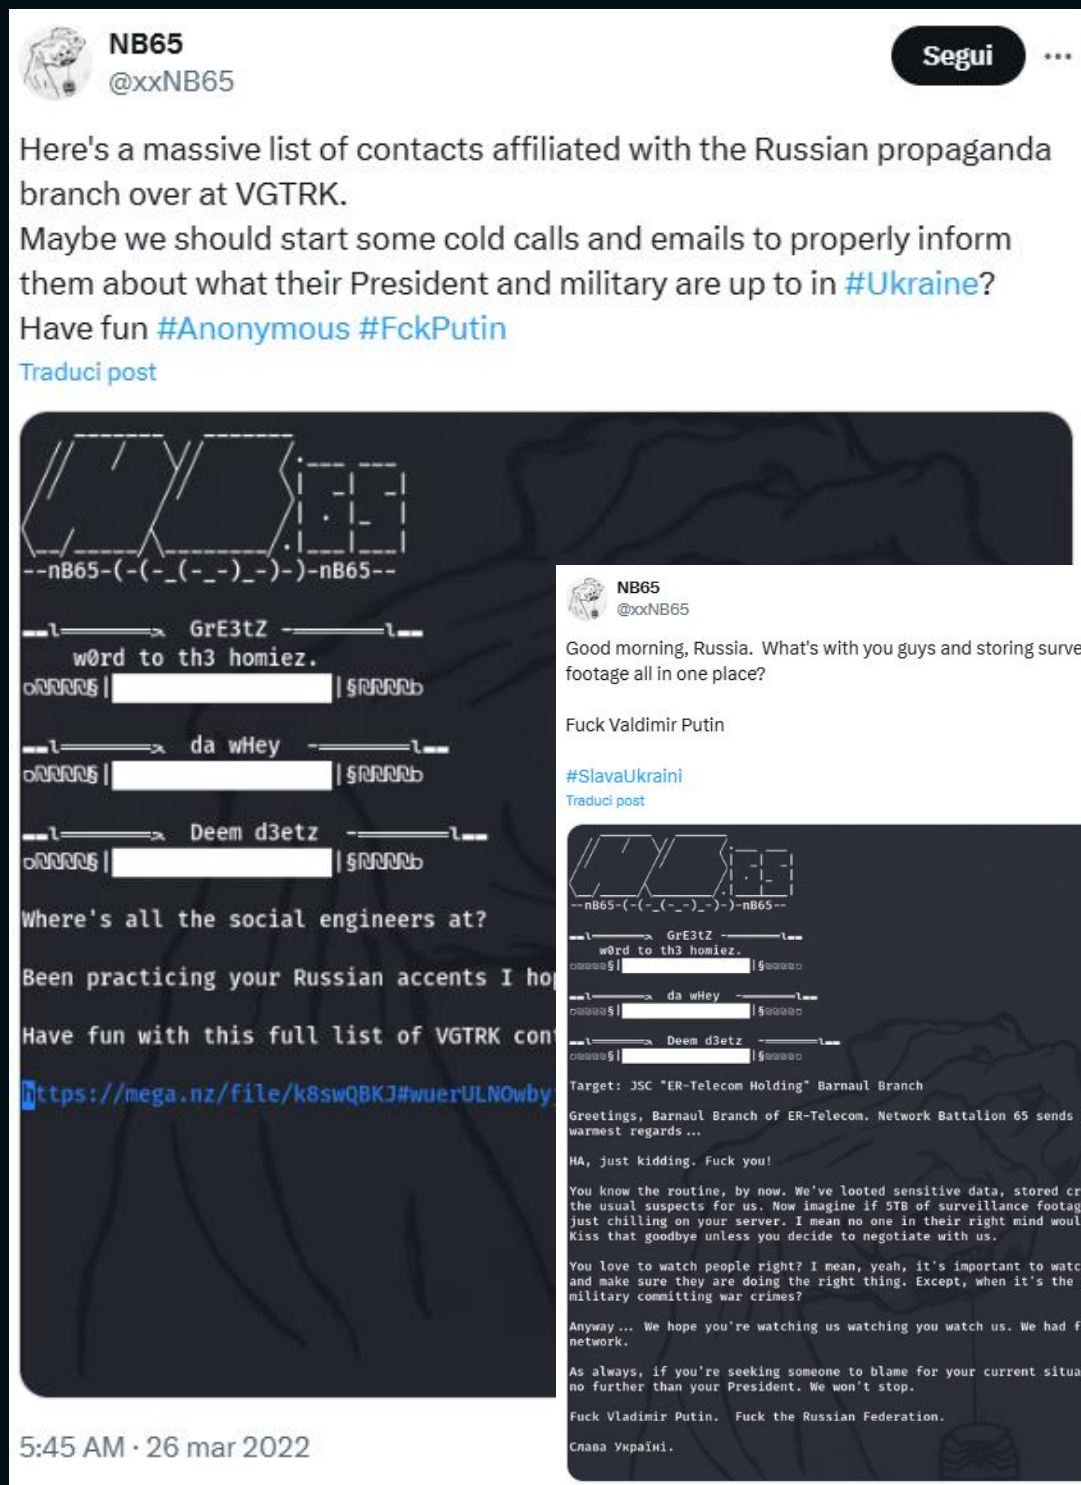 NB65
@xxNB65
Segui
Here's a massive list of contacts affiliated with the Russian propaganda
branch over at VGTRK.
Maybe we should start some cold calls and emails to properly inform
them about what their President and military are up to in #Ukraine?
Have fun #Anonymous #FckPutin
Traduci post
--nB65-(-(-_(-_-)_-)-)-nB65--
GrE3tZ
w0rd to th3 homiez.
da wHey
Deem d3etz
Where's all the social engineers at?
Been practicing your Russian accents I
Have fun with this full list of VGTRK
https://mega.nz/file/k8swQBKJ#wuerULNOwby
5:45 AM · 26 mar 2022
NB65
@xxNB65
Good morning, Russia. What's with you guys and storing
footage all in one place?
Fuck Valdimir Putin
#SlavaUkraini
Traduci post
--nB65-(-(-_(-_-)_-)-)-nB65--
GrE3tZ
w0rd to th3 homiez.
da wHey
Deem d3etz
Target: JSC "ER-Telecom Holding" Barnaul Branch
Greetings, Barnaul Branch of ER-Telecom. Network Battalion 65 sends
warmest regards ...
HA, just kidding. Fuck you!
You know the routine, by now. We've looted sensitive data, stored
the usual suspects for us. Now imagine if 5TB of surveillance
just chilling on your server. I mean no one in their right mind
Kiss that goodbye unless you decide to negotiate with us.
You love to watch people right? I mean, yeah, it's important to
and make sure they are doing the right thing. Except, when it's the
military committing war crimes?
Anyway ... We hope you're watching us watching you watch us. We had
network.
As always, if you're seeking someone to blame for your current
no further than your President. We won't stop.
Fuck Vladimir Putin. Fuck the Russian Federation.
Слава Україні.